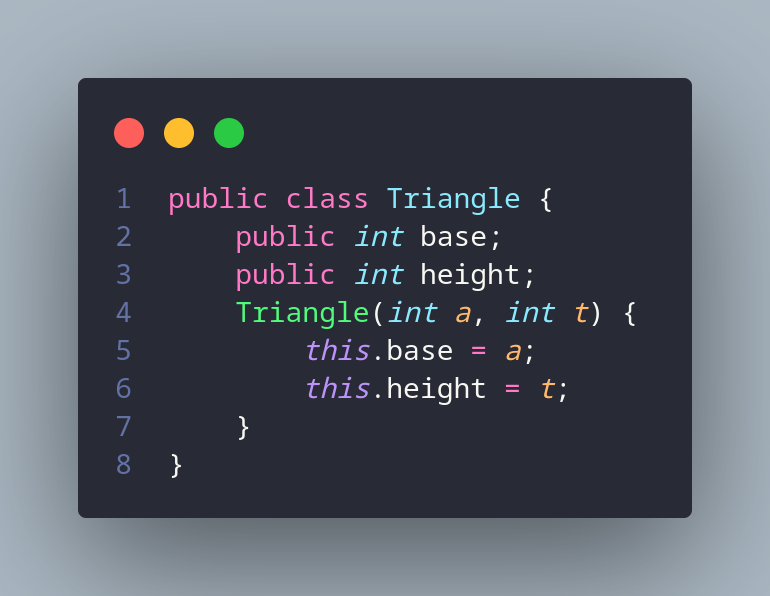 1 public class Triangle {
2     public int base;
3     public int height;
4     Triangle(int a, int t) {
5         this.base = a;
6         this.height = t;
7     }
8 }